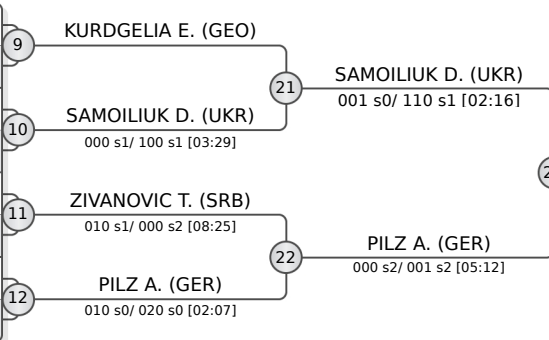 KURDGELIA E. (GEO)
9
SAMOILIUK D. (UKR)
21
001 s0/ 110 s1 [02:16]
SAMOILIUK D. (UKR)
10
000 s1/ 100 s1 [03:29]
ZIVANOVIC T. (SRB)
11
010 s1/ 000 s2 [08:25]
PILZ A. (GER)
22
000 s2/ 001 s2 [05:12]
PILZ A. (GER)
12
010 s0/ 020 s0 [02:07]